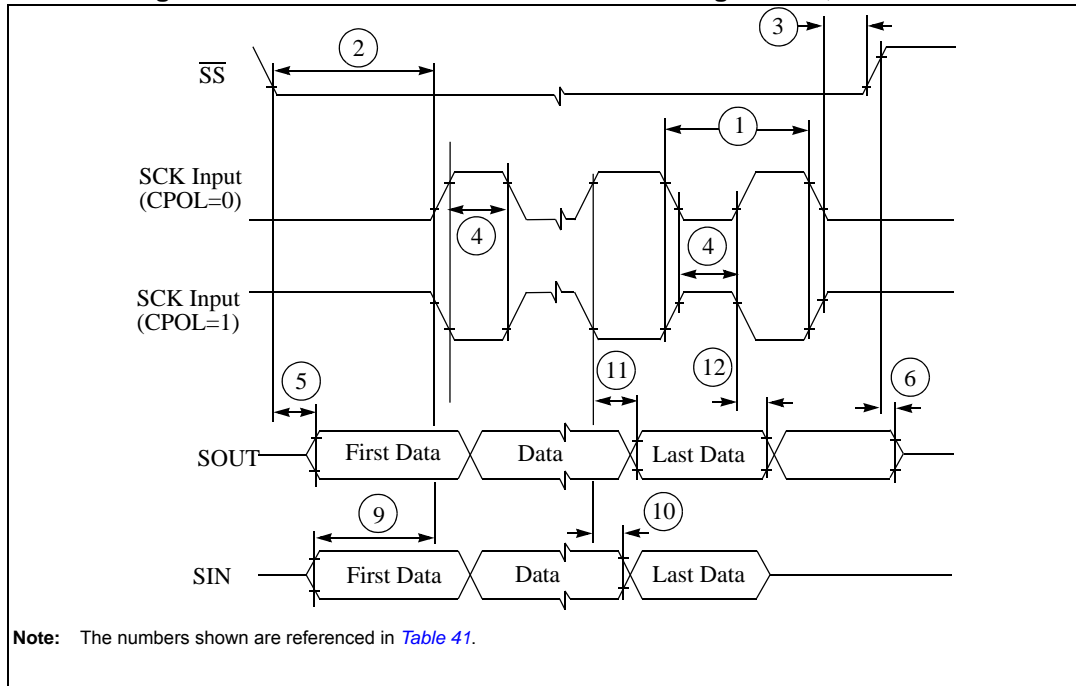 3
2
SS
1
SCK Input
(CPOL=0)
4
4
SCK Input
(CPOL=1)
11
12
5
6
SOUT
First Data
Data
Last Data
9
10
SIN
First Data
Data
Last Data
Note: The numbers shown are referenced in Table 41.